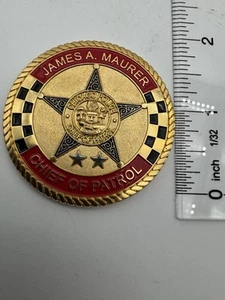 JAMES A. MAURER
CHIEF OF PATROL
0 inch 1/32 1 2